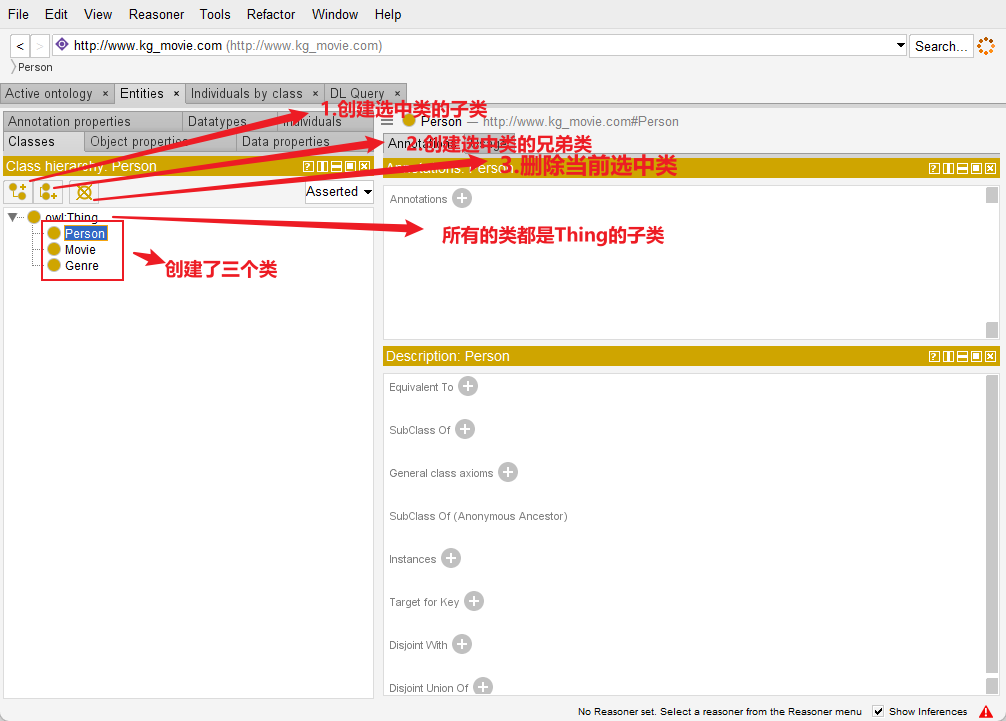 File Edit View Reasoner Tools Refactor Window Help
< > http://www.kg_movie.com (http://www.kg_movie.com) Search...
Person
Active ontology × Entities × Individuals by class × DL Query ×
1.创建选中类的子类
Annotation properties Datatypes Individuals
Person — http://www.kg_movie.com#Person
Classes Object properties Data properties
Annotations
2.创建选中类的兄弟类
Class hierarchy: Person
Annotations: Person
3.删除当前选中类
Asserted
Annotations
owl:Thing
所有的类都是Thing的子类
Person
Movie
Genre
创建了三个类
Description: Person
Equivalent To
SubClass Of
General class axioms
SubClass Of (Anonymous Ancestor)
Instances
Target for Key
Disjoint With
Disjoint Union Of
No Reasoner set. Select a reasoner from the Reasoner menu Show Inferences